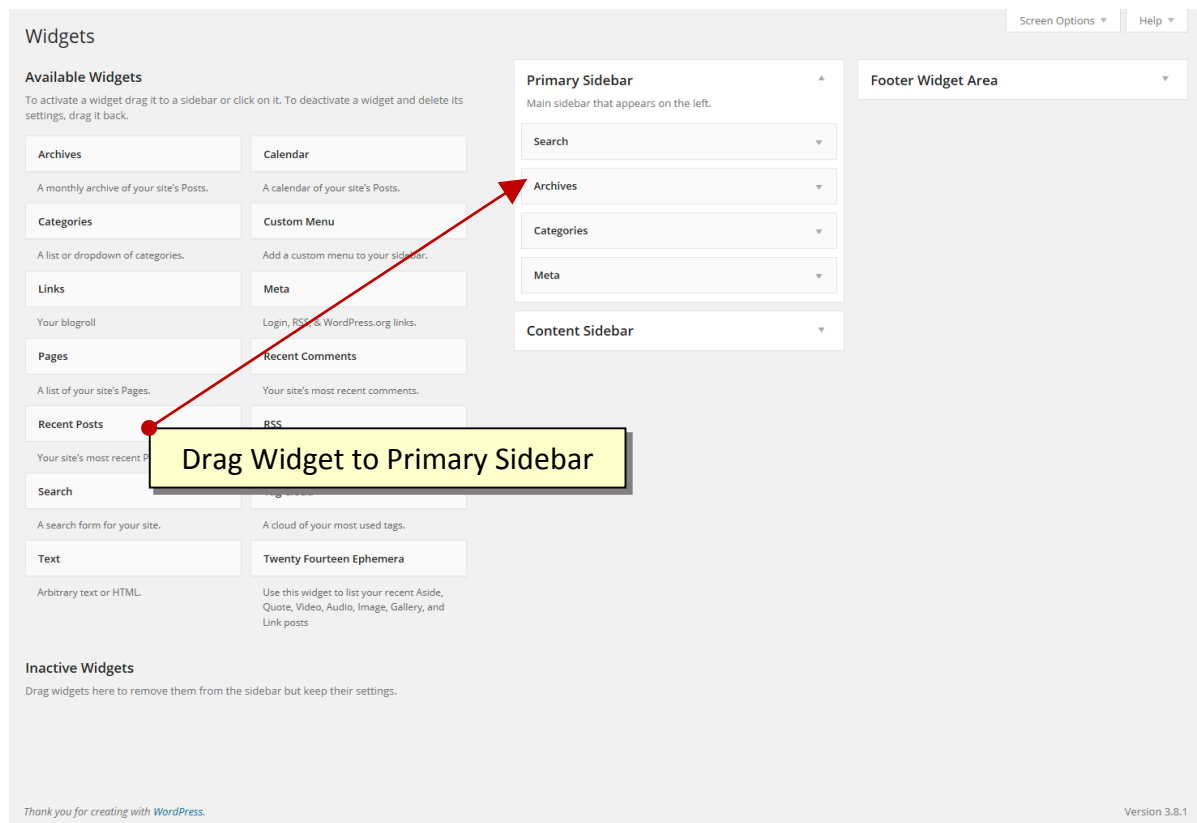 Screen Options
Help
Widgets
Available Widgets
To activate a widget drag it to a sidebar or click on it. To deactivate a widget and delete its
settings, drag it back.
Archives
Calendar
A monthly archive of your site's Posts.
A calendar of your site's Posts.
Categories
Custom Menu
A list or dropdown of categories.
Add a custom menu to your sidebar.
Links
Meta
Your blogroll
Login, RSS, & WordPress.org links.
Pages
Recent Comments
A list of your site's Pages.
Your site's most recent comments.
Recent Posts
RSS
Your site's most recent P
Search
A search form for your site.
A cloud of your most used tags.
Text
Twenty Fourteen Ephemera
Arbitrary text or HTML.
Use this widget to list your recent Aside,
Quote, Video, Audio, Image, Gallery, and
Link posts
Inactive Widgets
Drag widgets here to remove them from the sidebar but keep their settings.
Primary Sidebar
Main sidebar that appears on the left.
Search
Archives
Categories
Meta
Content Sidebar
Footer Widget Area
Drag Widget to Primary Sidebar
Thank you for creating with WordPress.
Version 3.8.1